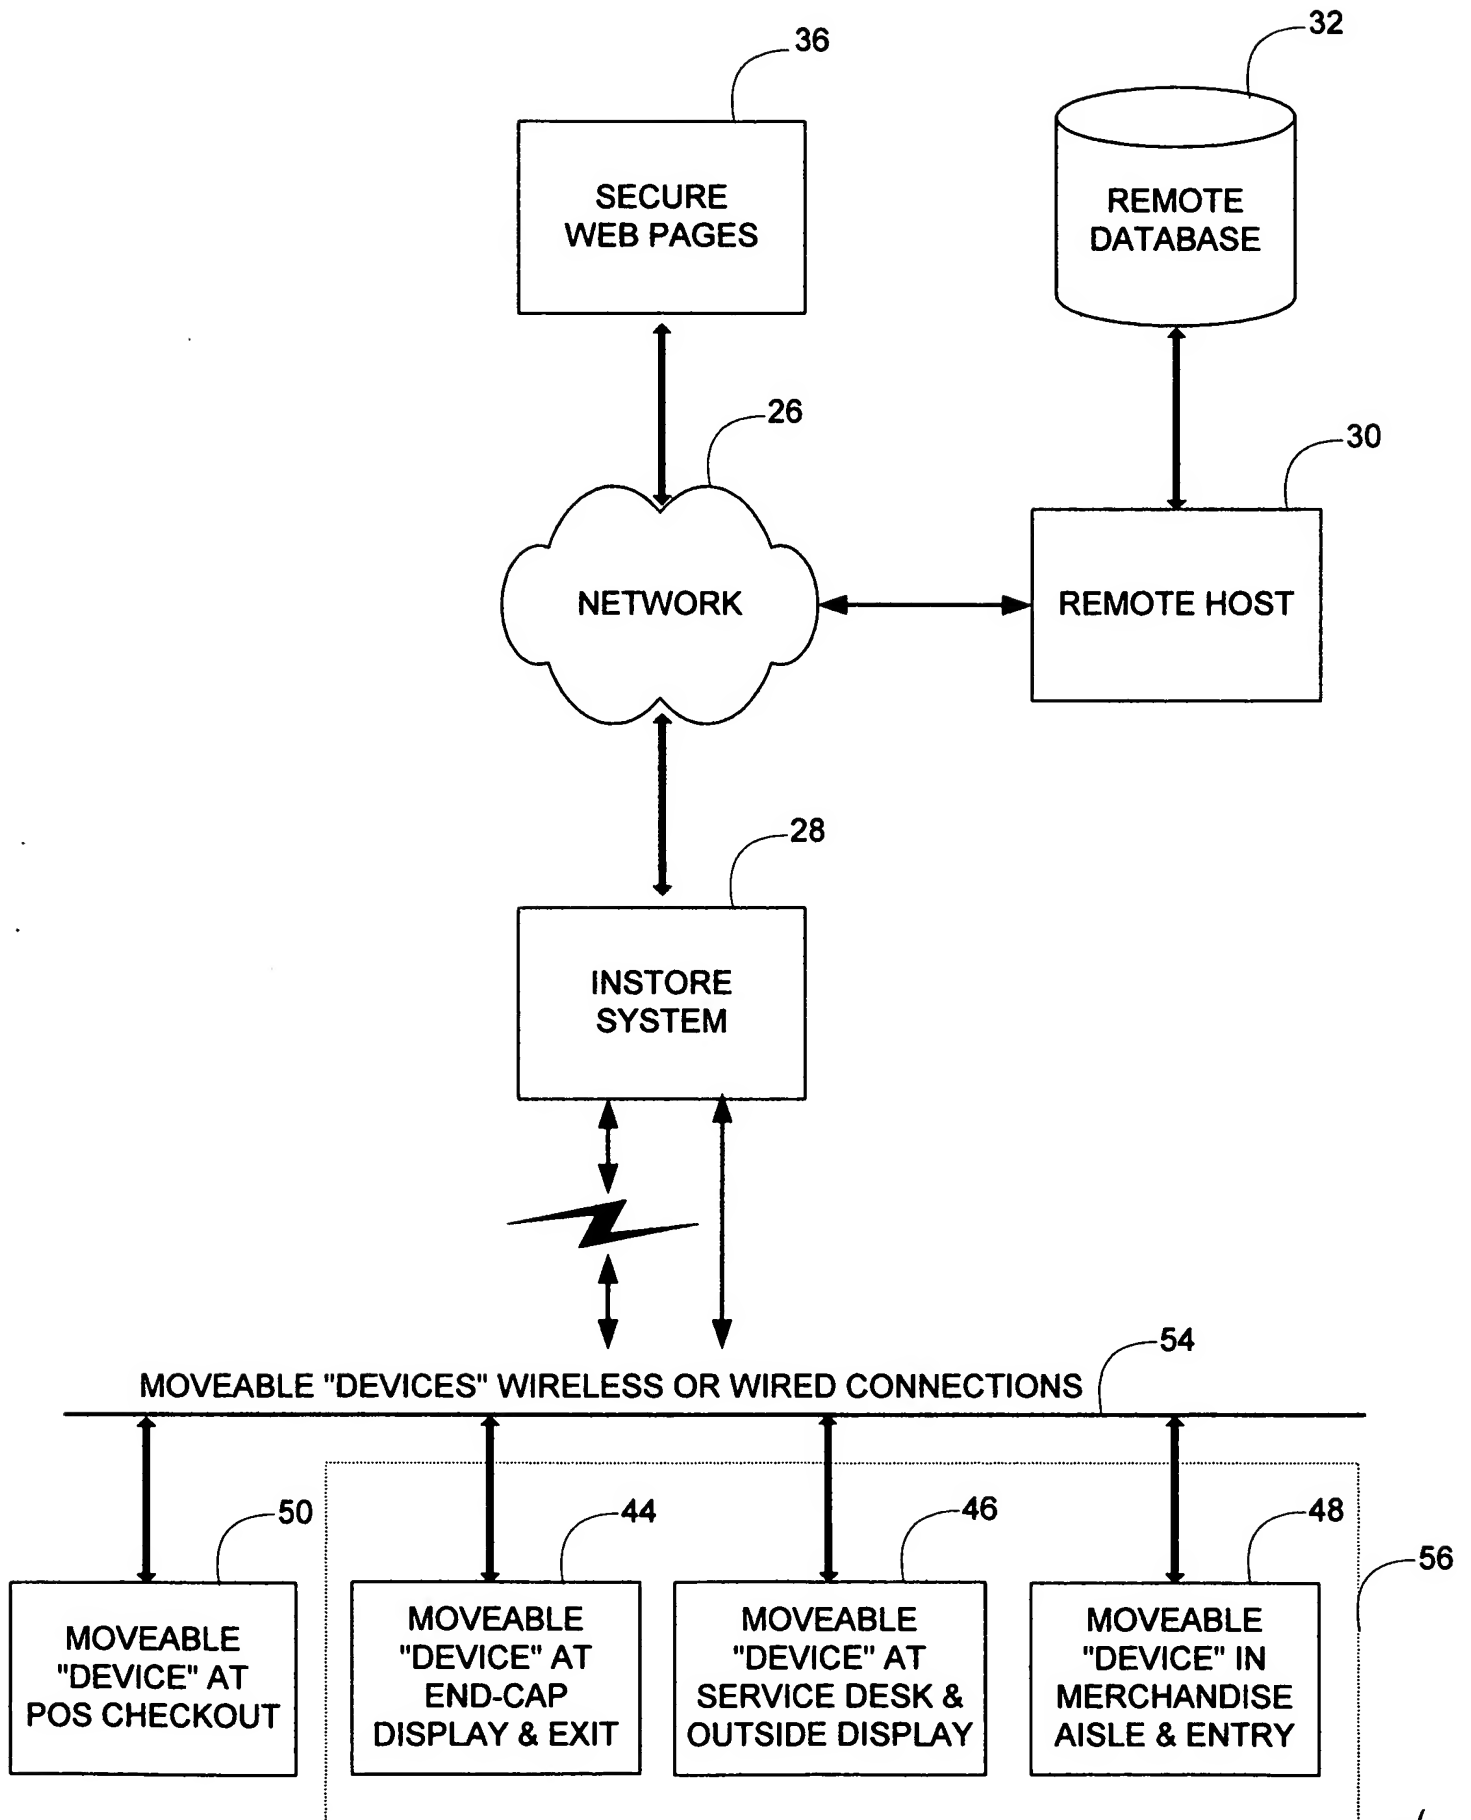 36
32
SECURE
WEB PAGES
REMOTE
DATABASE
26
30
NETWORK
REMOTE HOST
28
INSTORE
SYSTEM
54
MOVEABLE "DEVICES" WIRELESS OR WIRED CONNECTIONS
50
44
46
48
56
MOVEABLE
"DEVICE" AT
POS CHECKOUT
MOVEABLE
"DEVICE" AT
END-CAP
DISPLAY & EXIT
MOVEABLE
"DEVICE" AT
SERVICE DESK &
OUTSIDE DISPLAY
MOVEABLE
"DEVICE" IN
MERCHANDISE
AISLE & ENTRY